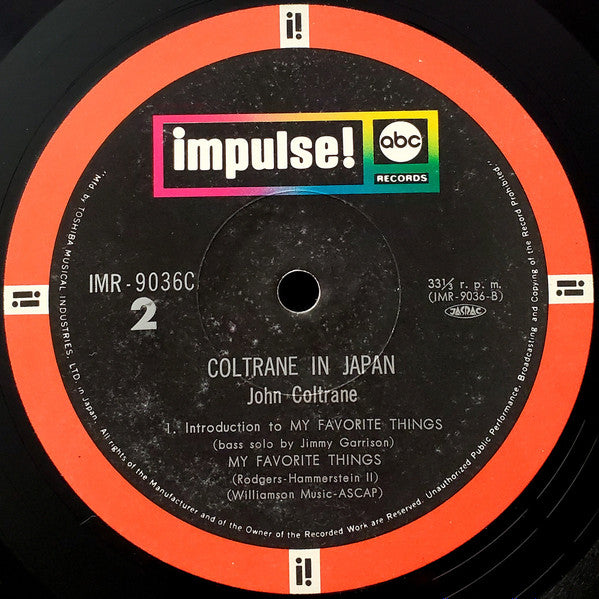 i!
impulse!
abc
RECORDS
IMR-9036C
2
33⅓ r. p. m.
(IMR-9036-B)
JASRAC
i!
i!
COLTRANE IN JAPAN
John Coltrane
1. Introduction to MY FAVORITE THINGS
(bass solo by Jimmy Garrison)
MY FAVORITE THINGS
(Rodgers-Hammerstein II)
(Williamson Music-ASCAP)
"Mfd. by TOSHIBA MUSICAL INDUSTRIES, LTD. in Japan. All rights of the Manufacturer and of the Owner of the Recorded Work are Reserved. Unauthorized Public Performance, Broadcasting and Copying of the Record Prohibited"
i!